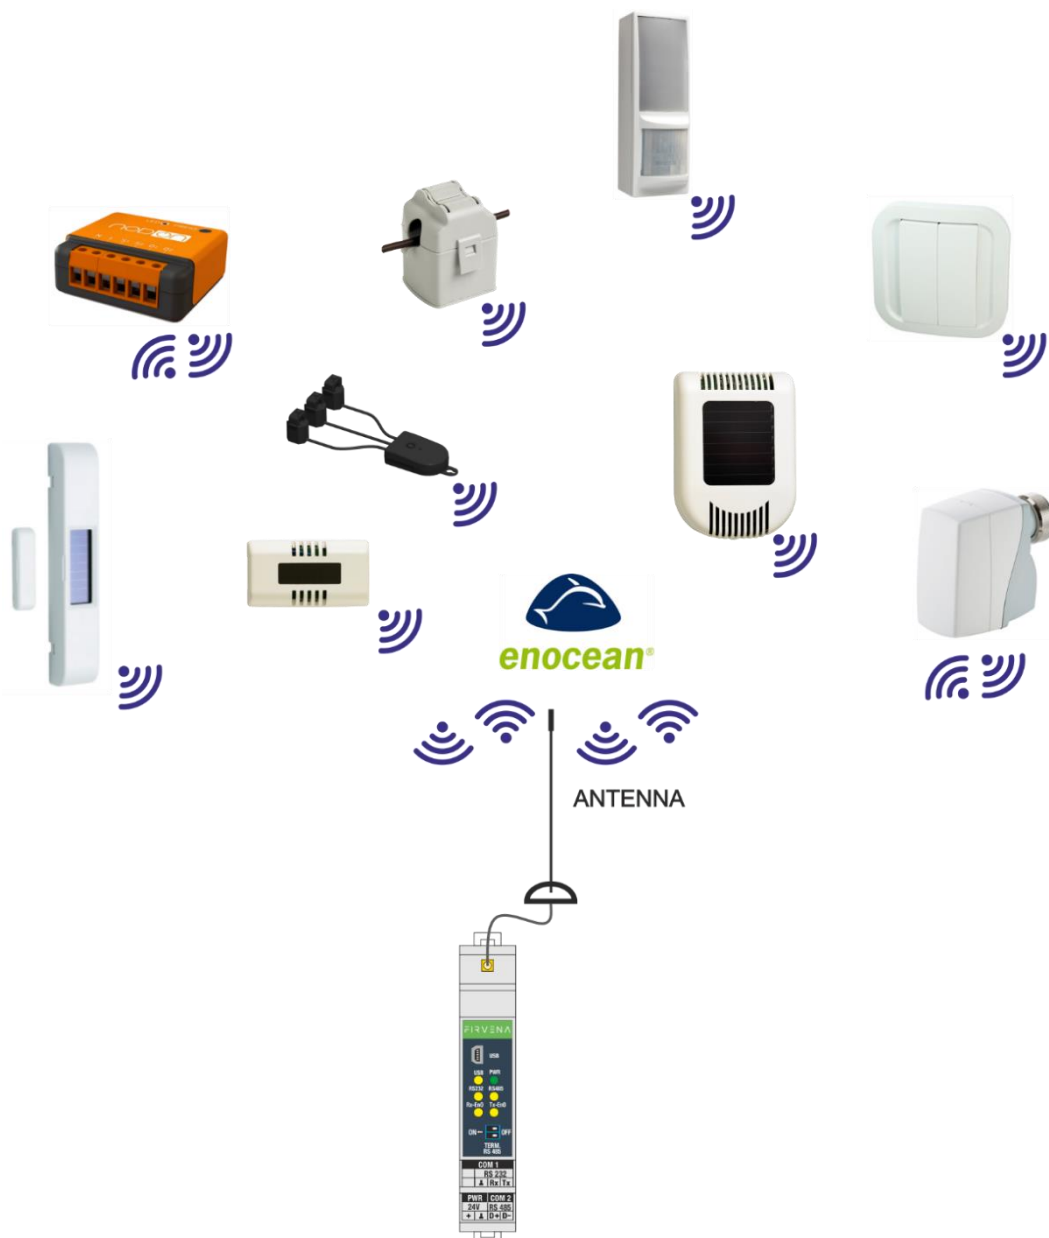 NODON
enocean®
ANTENNA
FIRVENA
USB
USB PWR
RS232 RS485
Rx-EnO Tx-EnO
ON OFF
TERM.
RS 485
COM 1
RS 232
Rx Tx
PWR COM 2
24V RS 485
+ D+ D-